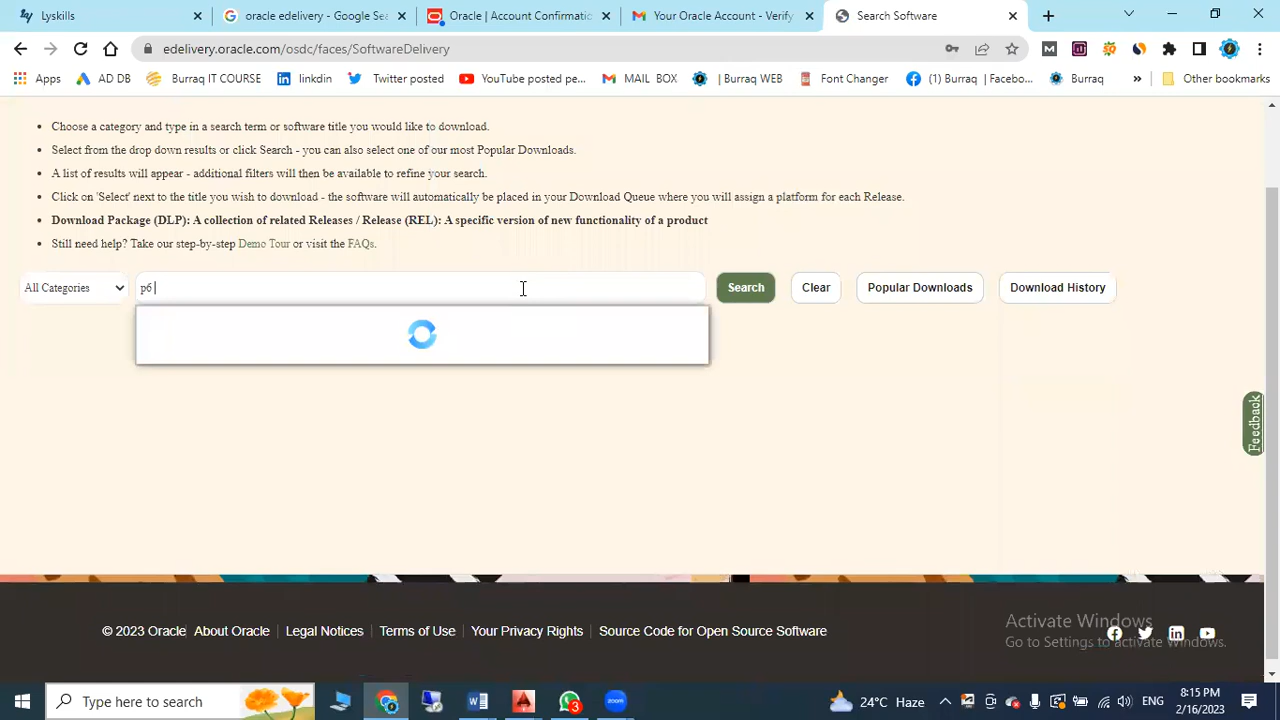 Lyskills
oracle edelivery - Google Se
Oracle | Account Confirmatic
Your Oracle Account - Verify
Search Software
edelivery.oracle.com/osdc/faces/SoftwareDelivery
Apps
AD DB
Burraq IT COURSE
linkdin
Twitter posted
YouTube posted pe...
MAIL BOX
Burraq WEB
Font Changer
(1) Burraq | Facebo...
Burraq
»
Other bookmarks
• Choose a category and type in a search term or software title you would like to download.
• Select from the drop down results or click Search - you can also select one of our most Popular Downloads.
• A list of results will appear - additional filters will then be available to refine your search.
• Click on 'Select' next to the title you wish to download - the software will automatically be placed in your Download Queue where you will assign a platform for each Release.
• Download Package (DLP): A collection of related Releases / Release (REL): A specific version of new functionality of a product
• Still need help? Take our step-by-step Demo Tour or visit the FAQs.
All Categories
p6
Search
Clear
Popular Downloads
Download History
Feedback
© 2023 Oracle
About Oracle
Legal Notices
Terms of Use
Your Privacy Rights
Source Code for Open Source Software
Activate Windows
Go to Settings to activate Windows.
Type here to search
3
24°C Haze
ENG
8:15 PM
2/16/2023